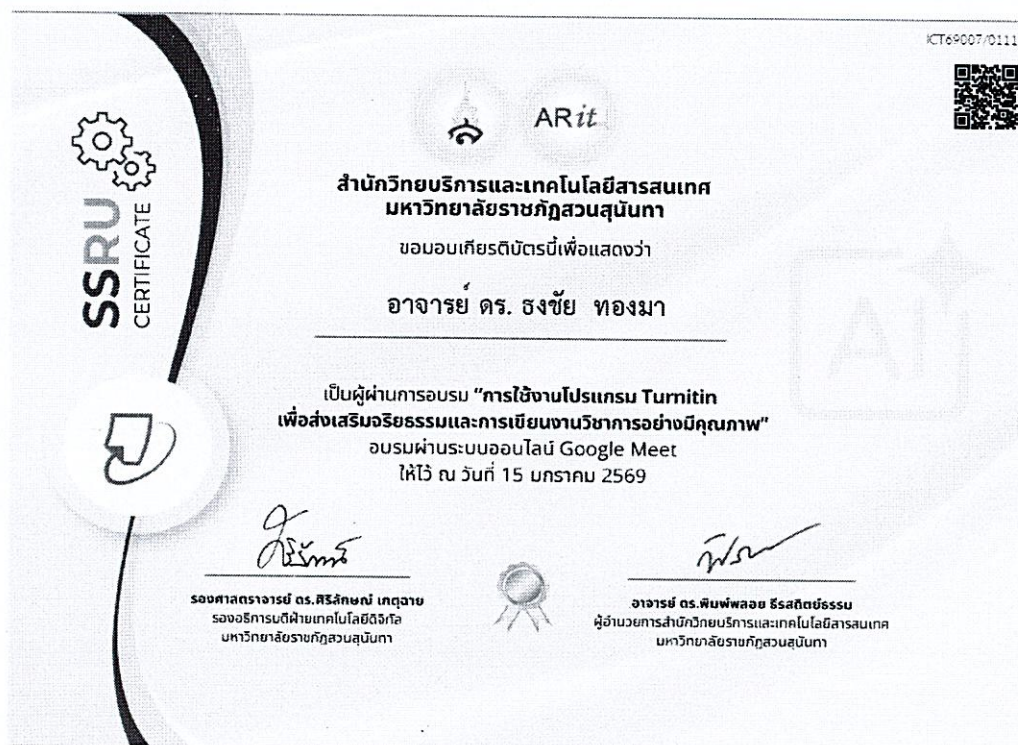 ICT69007/0111
SSRU
CERTIFICATE
ARit
สำนักวิทยบริการและเทคโนโลยีสารสนเทศ
มหาวิทยาลัยราชภัฏสวนสุนันทา
ขอมอบเกียรติบัตรนี้เพื่อแสดงว่า
อาจารย์ ดร. ธงชัย ทองมา
เป็นผู้ผ่านการอบรม "การใช้งานโปรแกรม Turnitin
เพื่อส่งเสริมจริยธรรมและการเขียนงานวิชาการอย่างมีคุณภาพ"
อบรมผ่านระบบออนไลน์ Google Meet
ให้ไว้ ณ วันที่ 15 มกราคม 2569
AI
รองศาสตราจารย์ ดร.ศิริลักษณ์ เกตุฉาย
รองอธิการบดีฝ่ายเทคโนโลยีดิจิทัล
มหาวิทยาลัยราชภัฏสวนสุนันทา
อาจารย์ ดร.พิมพ์พลอย ธีรสถิตย์ธรรม
ผู้อำนวยการสำนักวิทยบริการและเทคโนโลยีสารสนเทศ
มหาวิทยาลัยราชภัฏสวนสุนันทา